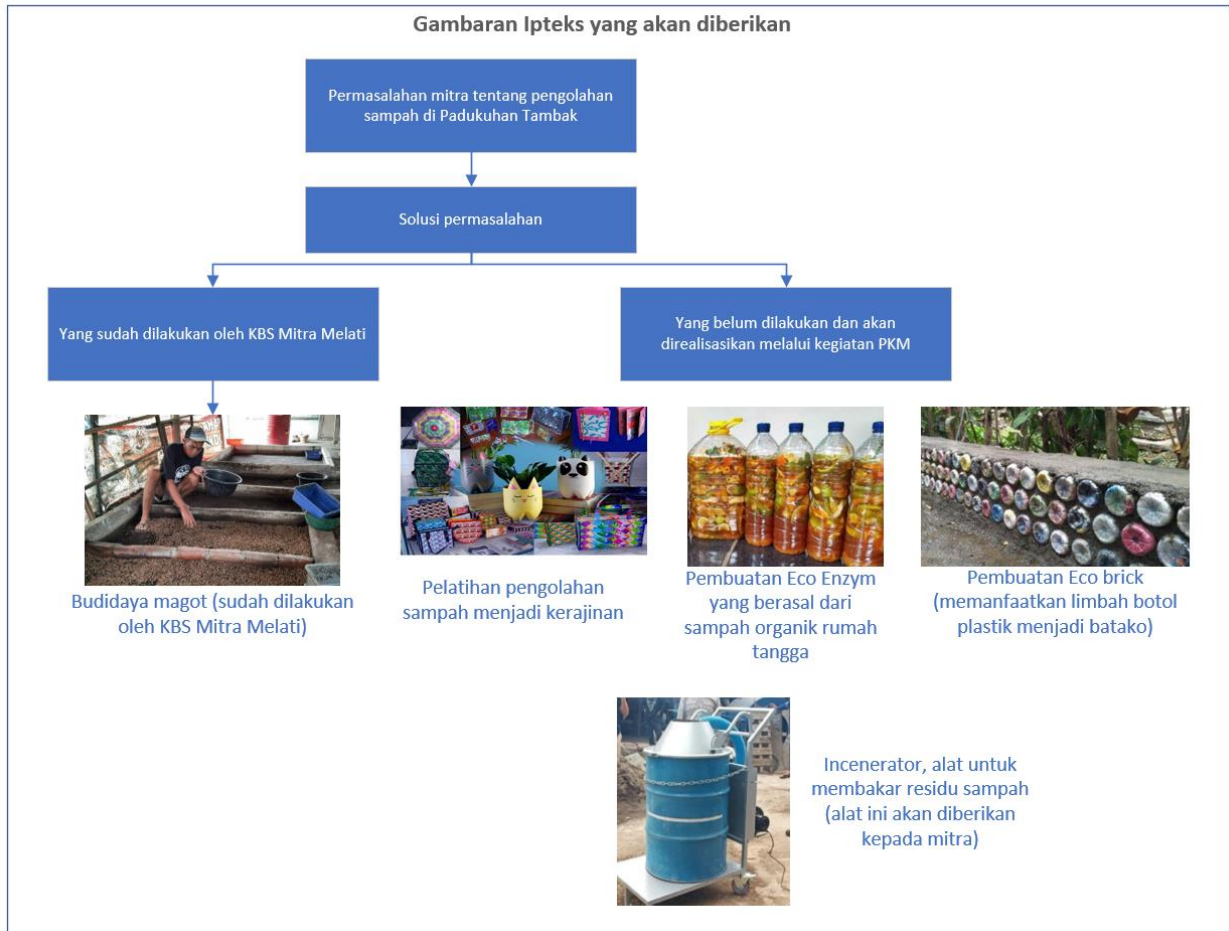 Gambaran Ipteks yang akan diberikan
Permasalahan mitra tentang pengolahan
sampah di Padukuhan Tambak
Solusi permasalahan
Yang sudah dilakukan oleh KBS Mitra Melati
Yang belum dilakukan dan akan
direalisasikan melalui kegiatan PKM
Budidaya magot (sudah dilakukan
oleh KBS Mitra Melati)
Pelatihan pengolahan
sampah menjadi kerajinan
Pembuatan Eco Enzym
yang berasal dari
sampah organik rumah
tangga
Pembuatan Eco brick
(memanfaatkan limbah botol
plastik menjadi batako)
Incenerator, alat untuk
membakar residu sampah
(alat ini akan diberikan
kepada mitra)